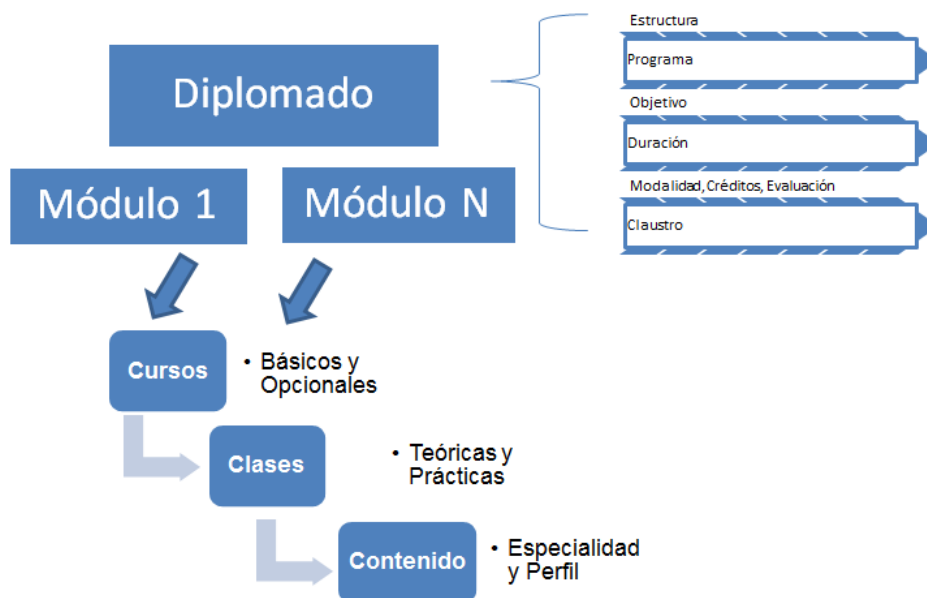 Diplomado
Módulo 1
Módulo N
Estructura
Programa
Objetivo
Duración
Modalidad, Créditos, Evaluación
Claustro
Cursos
• Básicos y
Opcionales
Clases
• Teóricas y
Prácticas
Contenido
• Especialidad
y Perfil